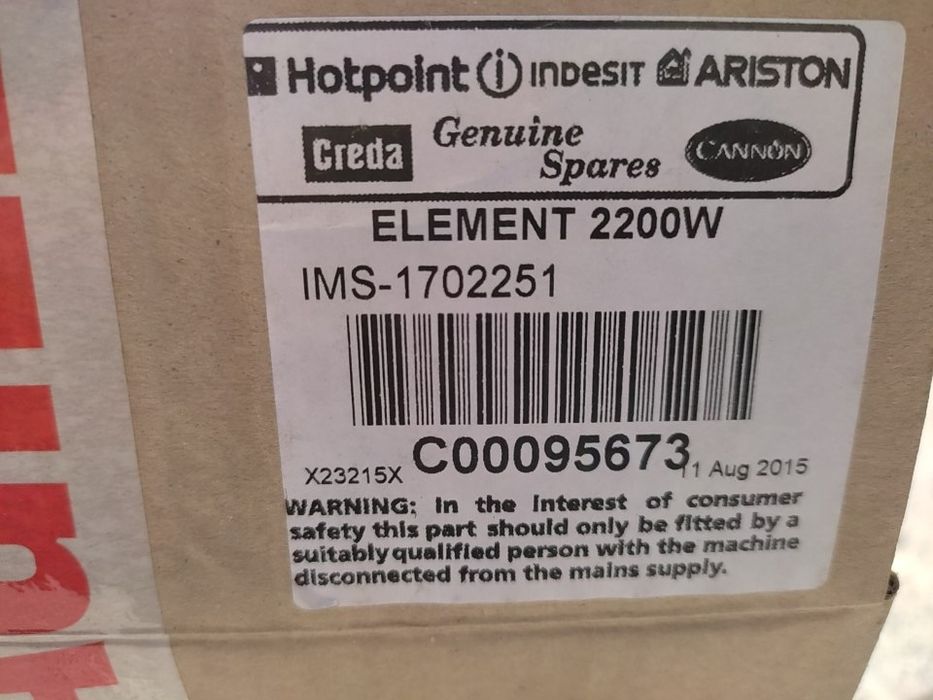 Hotpoint INDESIT ARISTON
Creda Genuine Spares CANNON
ELEMENT 2200W
IMS-1702251
C00095673
X23215X 11 Aug 2015
WARNING: In the Interest of consumer
safety this part should only be fitted by a
suitably qualified person with the machine
disconnected from the mains supply.